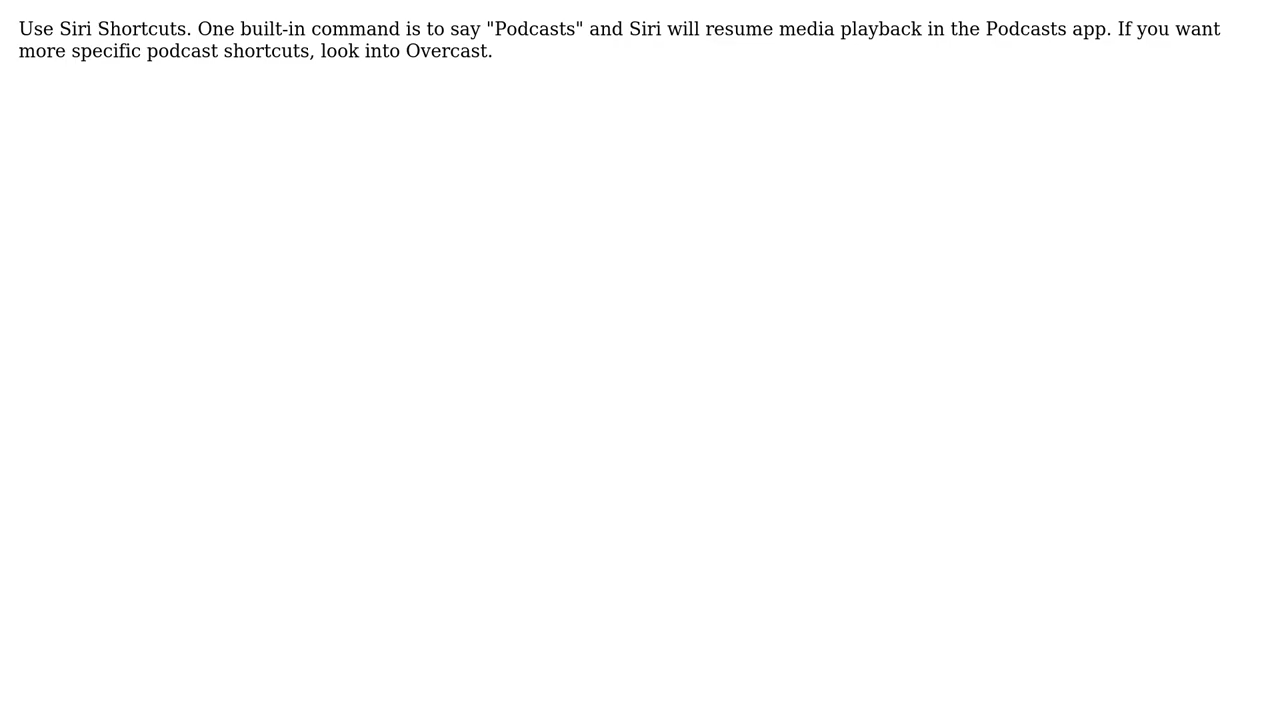 Use Siri Shortcuts. One built-in command is to say "Podcasts" and Siri will resume media playback in the Podcasts app. If you want
more specific podcast shortcuts, look into Overcast.